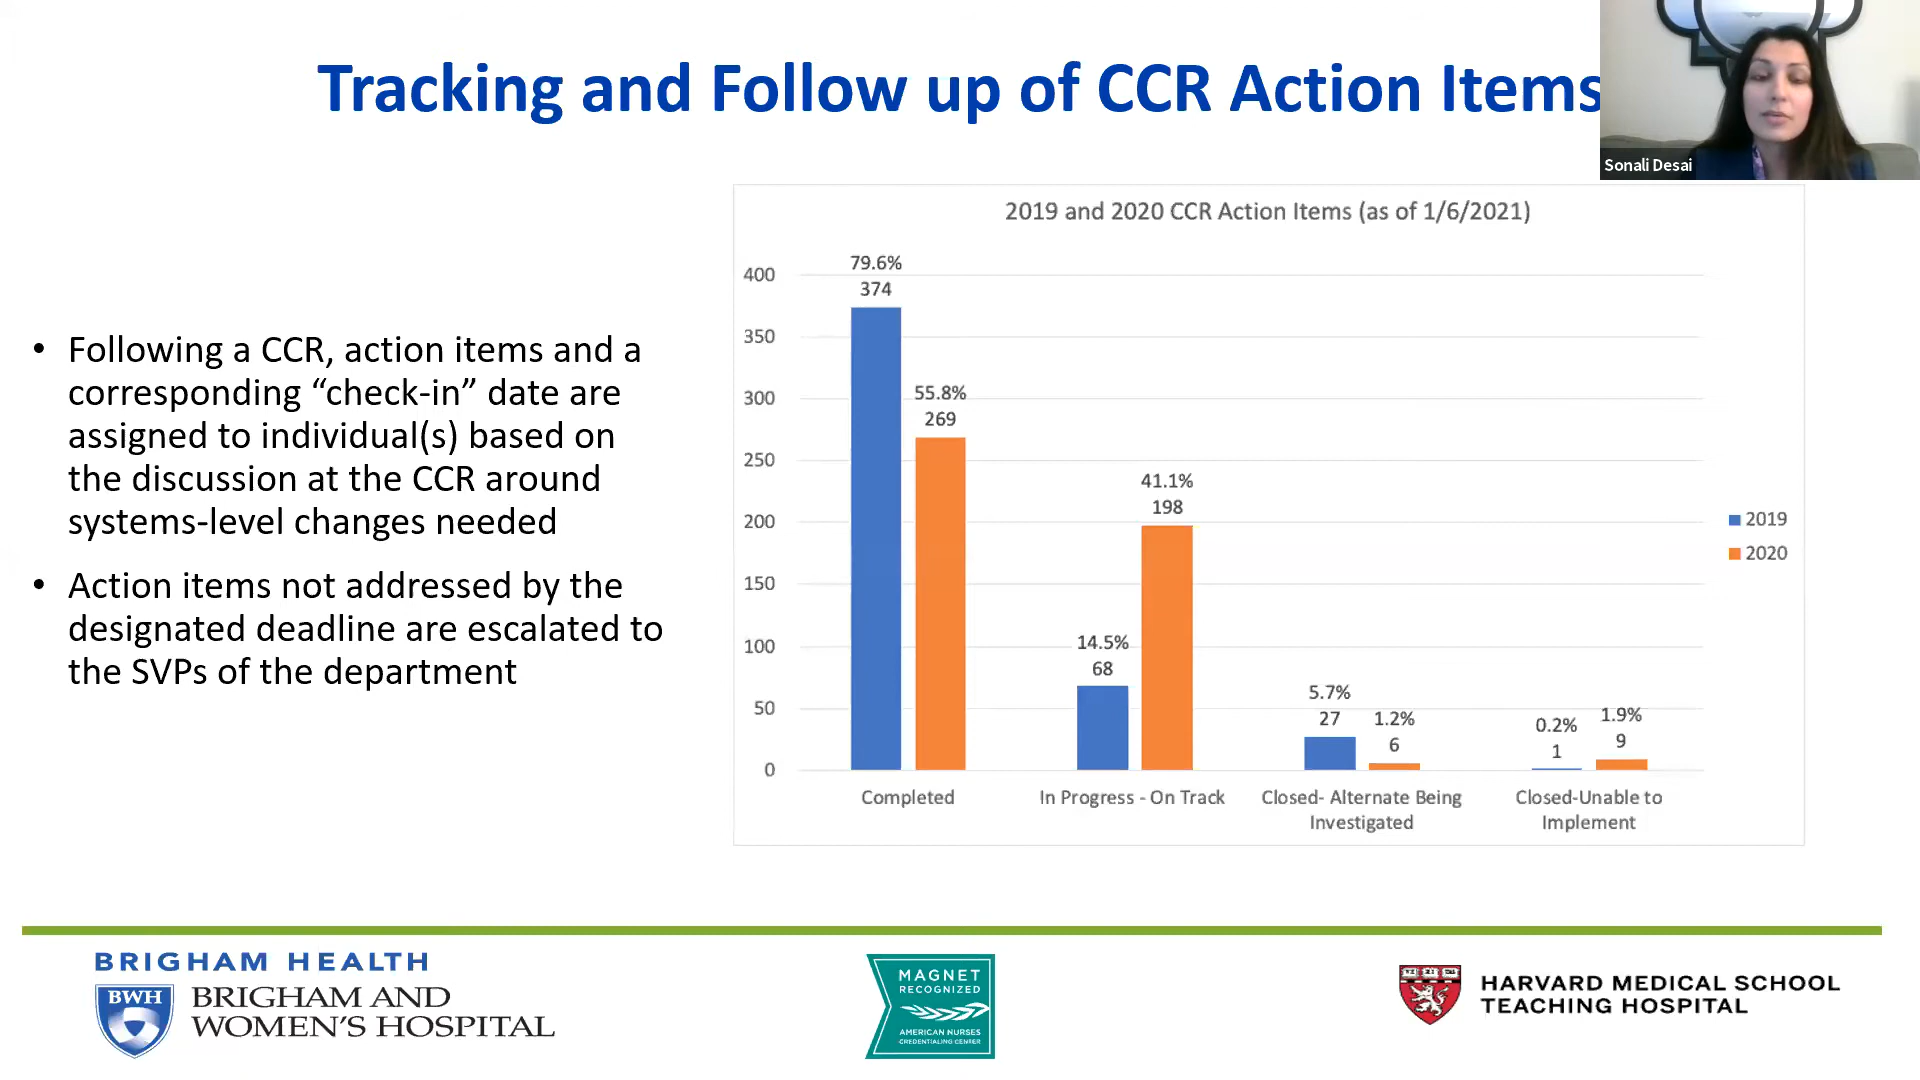 Tracking and Follow up of CCR Action Items
Sonali Desai
• Following a CCR, action items and a
corresponding “check-in” date are
assigned to individual(s) based on
the discussion at the CCR around
systems-level changes needed
• Action items not addressed by the
designated deadline are escalated to
the SVPs of the department
2019 and 2020 CCR Action Items (as of 1/6/2021)
400
350
300
250
200
150
100
50
0
79.6%
374
55.8%
269
14.5%
68
41.1%
198
5.7%
27
1.2%
6
0.2%
1
1.9%
9
Completed
In Progress - On Track
Closed- Alternate Being
Investigated
Closed-Unable to
Implement
2019
2020
BRIGHAM HEALTH
BWH
BRIGHAM AND
WOMEN’S HOSPITAL
MAGNET
RECOGNIZED
AMERICAN NURSES
CREDENTIALING CENTER
HARVARD MEDICAL SCHOOL
TEACHING HOSPITAL